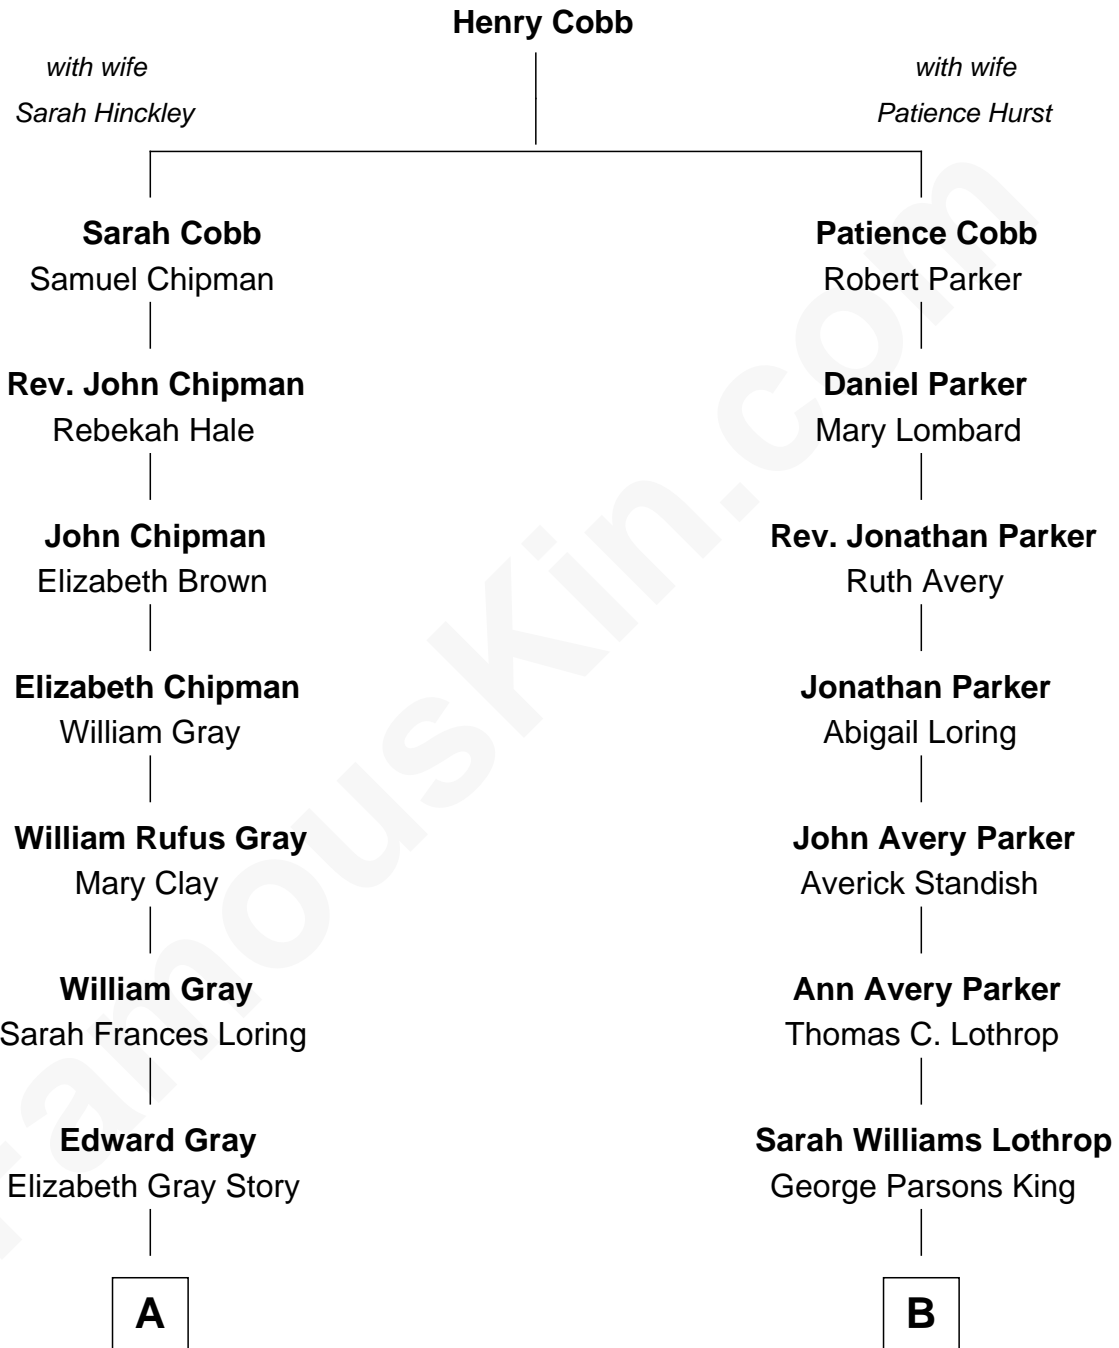 Henry Cobb
with wife
Sarah Hinckley
with wife
Patience Hurst
Sarah Cobb
Samuel Chipman
Patience Cobb
Robert Parker
Rev. John Chipman
Rebekah Hale
Daniel Parker
Mary Lombard
John Chipman
Elizabeth Brown
Rev. Jonathan Parker
Ruth Avery
Elizabeth Chipman
William Gray
Jonathan Parker
Abigail Loring
William Rufus Gray
Mary Clay
John Avery Parker
Averick Standish
William Gray
Sarah Frances Loring
Ann Avery Parker
Thomas C. Lothrop
Edward Gray
Elizabeth Gray Story
Sarah Williams Lothrop
George Parsons King
A
B
FamousKin.com